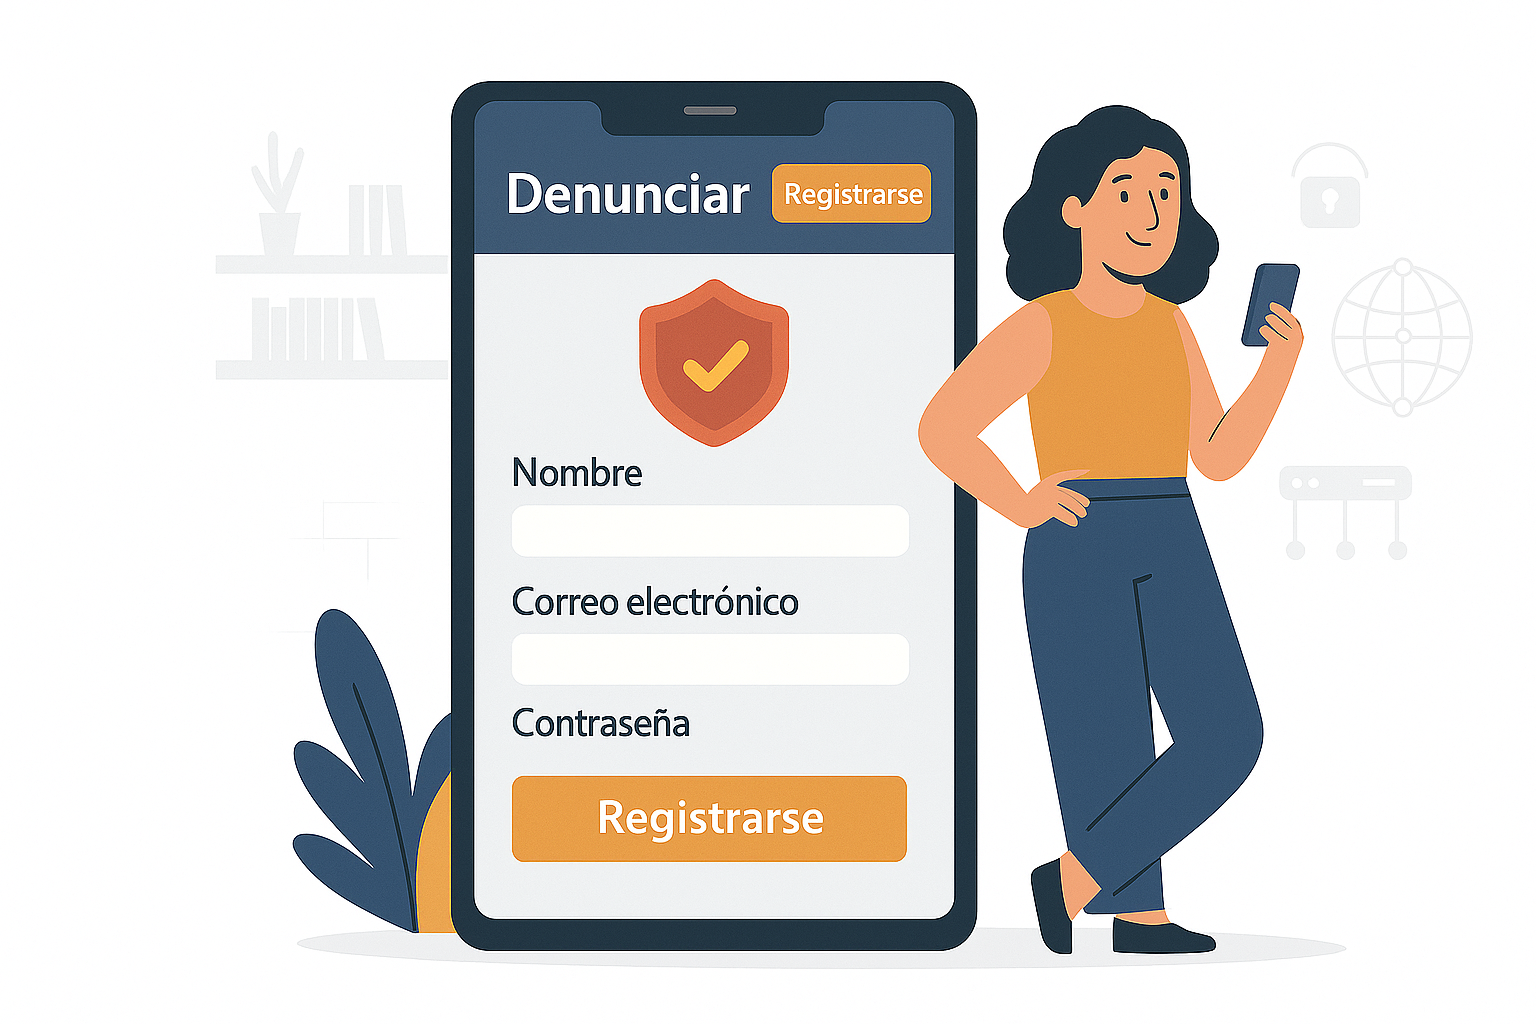 Denunciar
Registrarse
Nombre
Correo electrónico
Contraseña
Registrarse